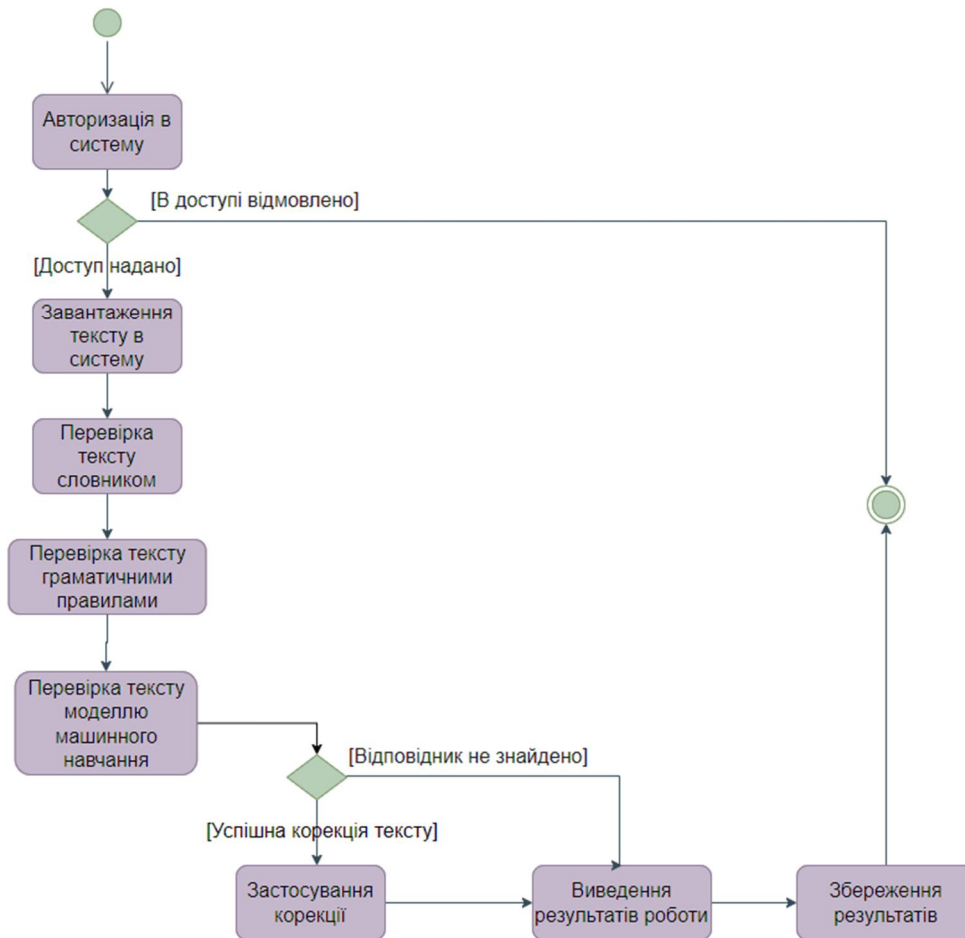 Авторизація в
систему
[В доступі відмовлено]
[Доступ надано]
Завантаження
тексту в
систему
Перевірка
тексту
словником
Перевірка тексту
граматичними
правилами
Перевірка тексту
моделлю
машинного
навчання
[Відповідник не знайдено]
[Успішна корекція тексту]
Застосування
корекції
Виведення
результатів роботи
Збереження
результатів